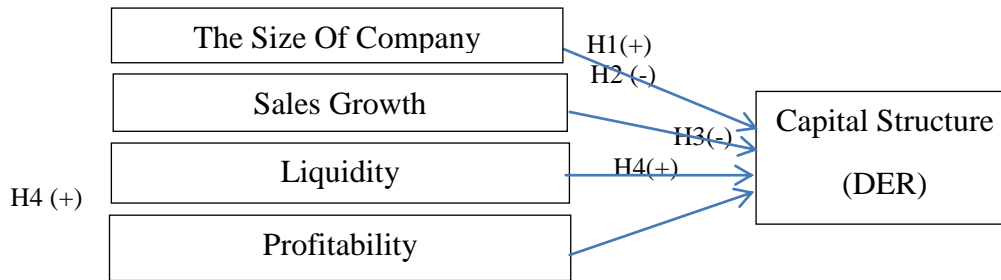 The Size Of Company
H1(+)
H2 (-)
Sales Growth
Capital Structure
(DER)
H3(-)
Liquidity
H4(+)
H4 (+)
Profitability